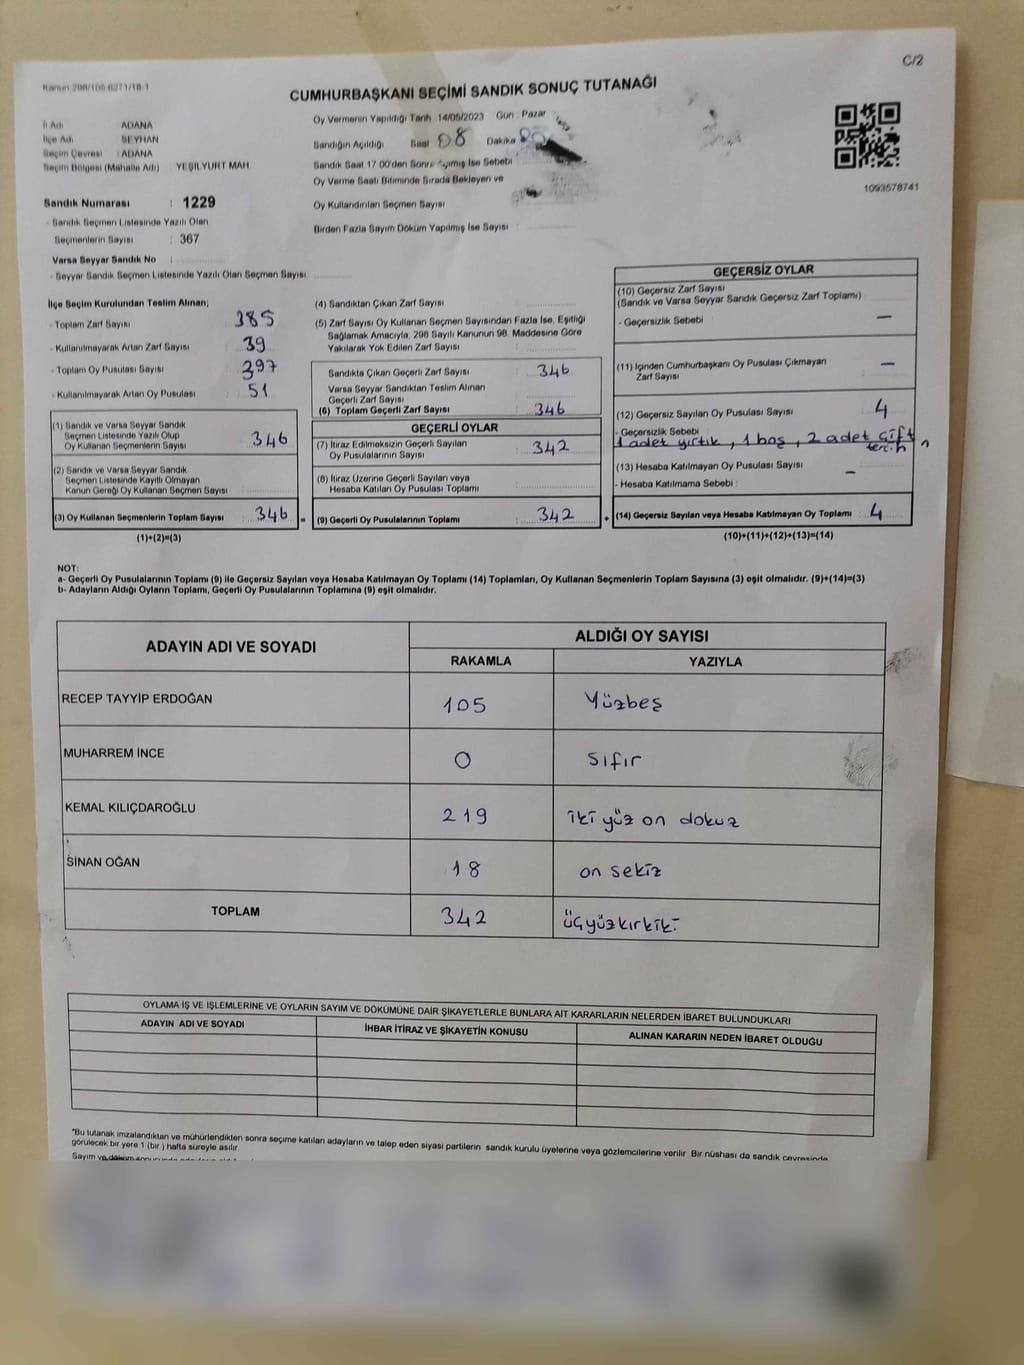 C/2
Kanun 298/105 6271/18-1
CUMHURBAŞKANI SEÇİMİ SANDIK SONUÇ TUTANAĞI
İl Adı ADANA
İlçe Adı SEYHAN
Seçim Çevresi : ADANA
Seçim Bölgesi (Mahalle Adı) YEŞİLYURT MAH.
Sandık Numarası : 1229
- Sandık Seçmen Listesinde Yazılı Olan
Seçmenlerin Sayısı : 367
Varsa Seyyar Sandık No :
- Seyyar Sandık Seçmen Listesinde Yazılı Olan Seçmen Sayısı
Oy Vermenin Yapıldığı Tarih 14/05/2023 Gün : Pazar
Sandığın Açıldığı Saat 08 Dakika
Sandık Saat 17:00'den Sonra Açılmış İse Sebebi
Oy Verme Saati Bitiminde Sırada Bekleyen ve
Oy Kullandırılan Seçmen Sayısı
Birden Fazla Sayım Döküm Yapılmış İse Sayısı
1093578741
İlçe Seçim Kurulundan Teslim Alınan;
- Toplam Zarf Sayısı : 385
- Kullanılmayarak Artan Zarf Sayısı : 39
- Toplam Oy Pusulası Sayısı : 397
- Kullanılmayarak Artan Oy Pusulası : 51
(1) Sandık ve Varsa Seyyar Sandık
Seçmen Listesinde Yazılı Olup
Oy Kullanan Seçmenlerin Sayısı : 346
(2) Sandık ve Varsa Seyyar Sandık
Seçmen Listesinde Kayıtlı Olmayan
Kanun Gereği Oy Kullanan Seçmen Sayısı
(3) Oy Kullanan Seçmenlerin Toplam Sayısı : 346
(1)+(2)=(3)
(4) Sandıktan Çıkan Zarf Sayısı
(5) Zarf Sayısı Oy Kullanan Seçmen Sayısından Fazla İse, Eşitliği
Sağlamak Amacıyla, 298 Sayılı Kanunun 98. Maddesine Göre
Yakılarak Yok Edilen Zarf Sayısı :
Sandıkta Çıkan Geçerli Zarf Sayısı : 346
Varsa Seyyar Sandıktan Teslim Alınan
Geçerli Zarf Sayısı
(6) Toplam Geçerli Zarf Sayısı : 346
GEÇERLİ OYLAR
(7) İtiraz Edilmeksizin Geçerli Sayılan
Oy Pusulalarının Sayısı : 342
(8) İtiraz Üzerine Geçerli Sayılan veya
Hesaba Katılan Oy Pusulası Toplamı
= (9) Geçerli Oy Pusulalarının Toplamı : 342 +
GEÇERSİZ OYLAR
(10) Geçersiz Zarf Sayısı
(Sandık ve Varsa Seyyar Sandık Geçersiz Zarf Toplamı) :
- Geçersizlik Sebebi —
(11) İçinden Cumhurbaşkanı Oy Pusulası Çıkmayan
Zarf Sayısı —
(12) Geçersiz Sayılan Oy Pusulası Sayısı 4
- Geçersizlik Sebebi
1 adet yırtık, 1 boş, 2 adet çift
tercih
(13) Hesaba Katılmayan Oy Pusulası Sayısı
- Hesaba Katılmama Sebebi : —
(14) Geçersiz Sayılan veya Hesaba Katılmayan Oy Toplamı : 4
(10)+(11)+(12)+(13)=(14)
NOT:
a- Geçerli Oy Pusulalarının Toplamı (9) ile Geçersiz Sayılan veya Hesaba Katılmayan Oy Toplamı (14) Toplamları, Oy Kullanan Seçmenlerin Toplam Sayısına (3) eşit olmalıdır. (9)+(14)=(3)
b- Adayların Aldığı Oyların Toplamı, Geçerli Oy Pusulalarının Toplamına (9) eşit olmalıdır.
ADAYIN ADI VE SOYADI ALDIĞI OY SAYISI
RAKAMLA YAZIYLA
RECEP TAYYİP ERDOĞAN 105 Yüzbeş
MUHARREM İNCE 0 sıfır
KEMAL KILIÇDAROĞLU 219 iki yüz on dokuz
SİNAN OĞAN 18 on sekiz
TOPLAM 342 üçyüzkırkiki
OYLAMA İŞ VE İŞLEMLERİNE VE OYLARIN SAYIM VE DÖKÜMÜNE DAİR ŞİKAYETLERLE BUNLARA AİT KARARLARIN NELERDEN İBARET BULUNDUKLARI
ADAYIN ADI VE SOYADI İHBAR İTİRAZ VE ŞİKAYETİN KONUSU ALINAN KARARIN NEDEN İBARET OLDUĞU
*Bu tutanak imzalandıktan ve mühürlendikten sonra seçime katılan adayların ve talep eden siyasi partilerin sandık kurulu üyelerine veya gözlemcilerine verilir. Bir nüshası da sandık çevresinde
görülecek bir yere 1 (bir) hafta süreyle asılır.
Sayım ve döküm